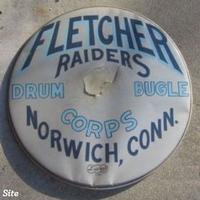 FLETCHER
RAIDERS
DRUM BUGLE
CORPS
NORWICH, CONN.
Site